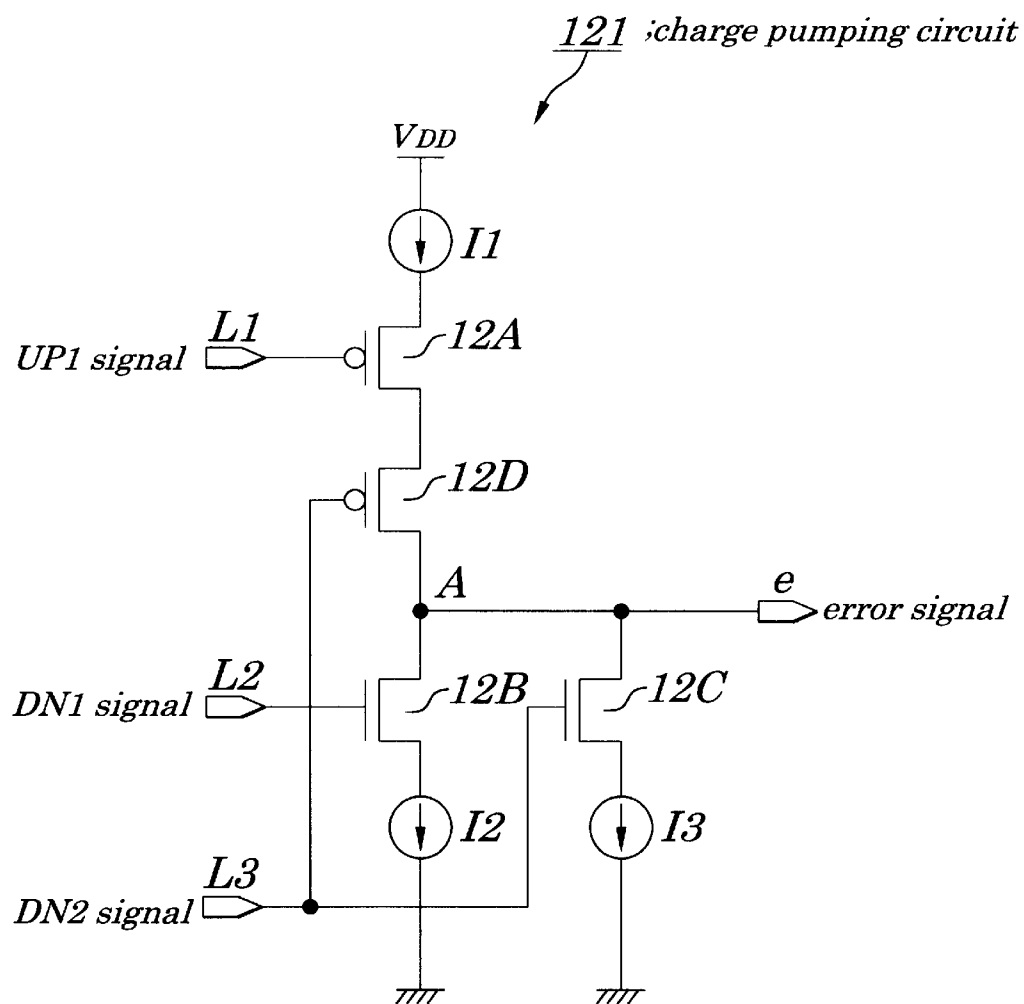 121 ;charge pumping circuit
VDD
I1
L1
UP1 signal
12A
12D
A
e
error signal
L2
DN1 signal
12B
12C
I2
I3
L3
DN2 signal